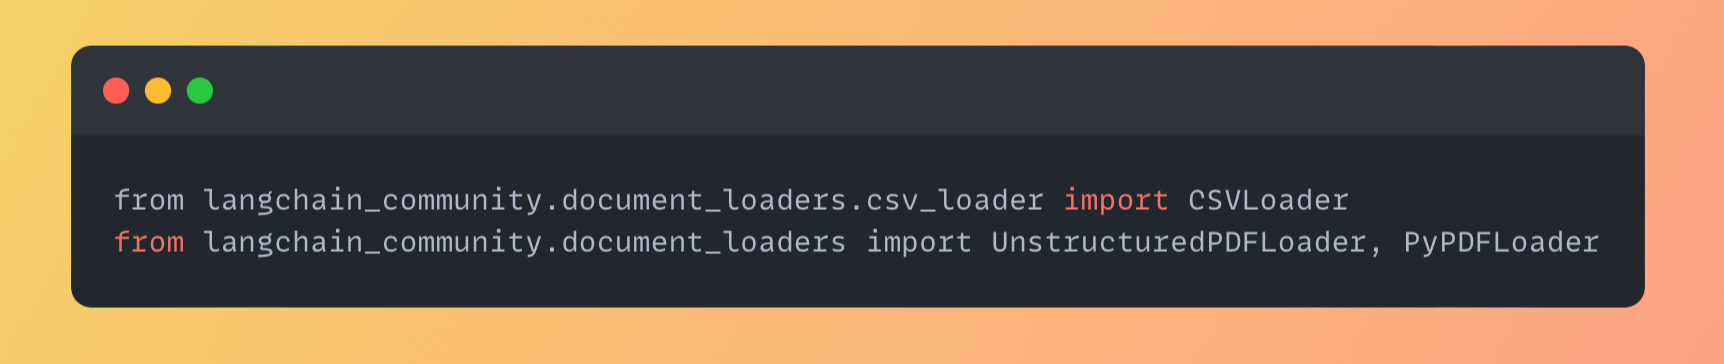 from langchain_community.document_loaders.csv_loader import CSVLoader
from langchain_community.document_loaders import UnstructuredPDFLoader, PyPDFLoader